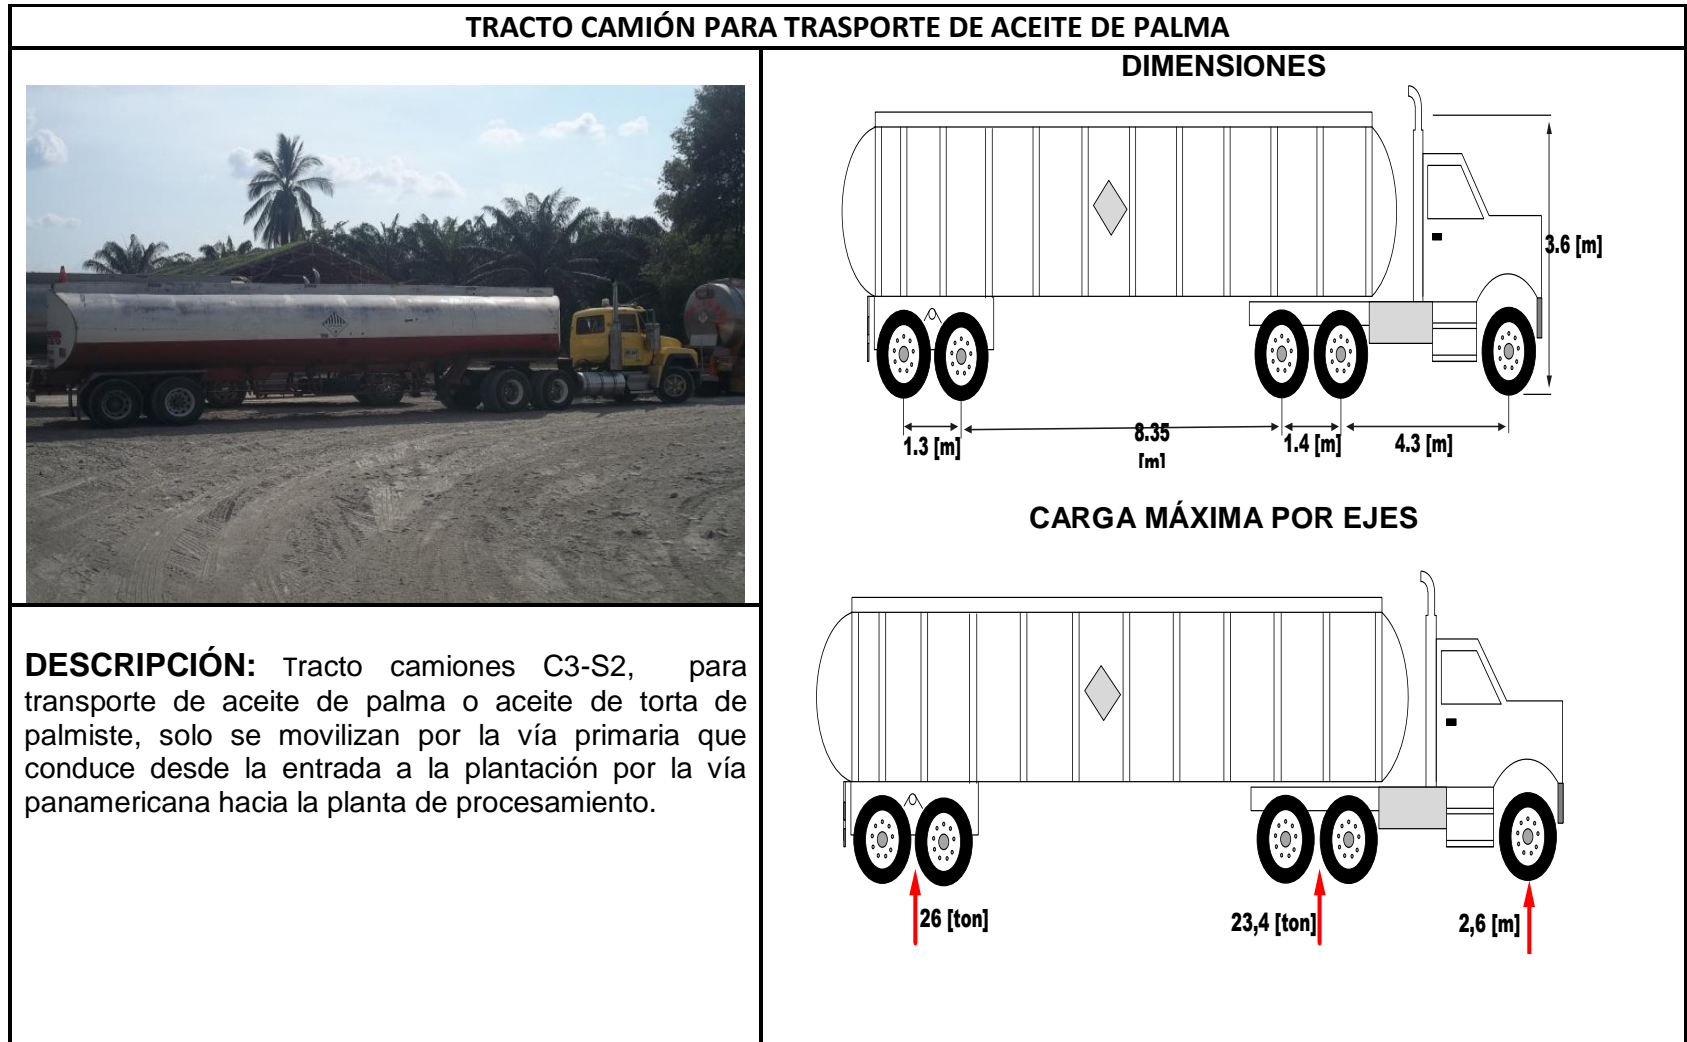 TRACTO CAMIÓN PARA TRASPORTE DE ACEITE DE PALMA
DIMENSIONES
3.6 [m]
1.3 [m]
8.35
[m]
1.4 [m]
4.3 [m]
CARGA MÁXIMA POR EJES
26 [ton]
23,4 [ton]
2,6 [m]
DESCRIPCIÓN: Tracto camiones C3-S2, para
transporte de aceite de palma o aceite de torta de
palmiste, solo se movilizan por la vía primaria que
conduce desde la entrada a la plantación por la vía
panamericana hacia la planta de procesamiento.